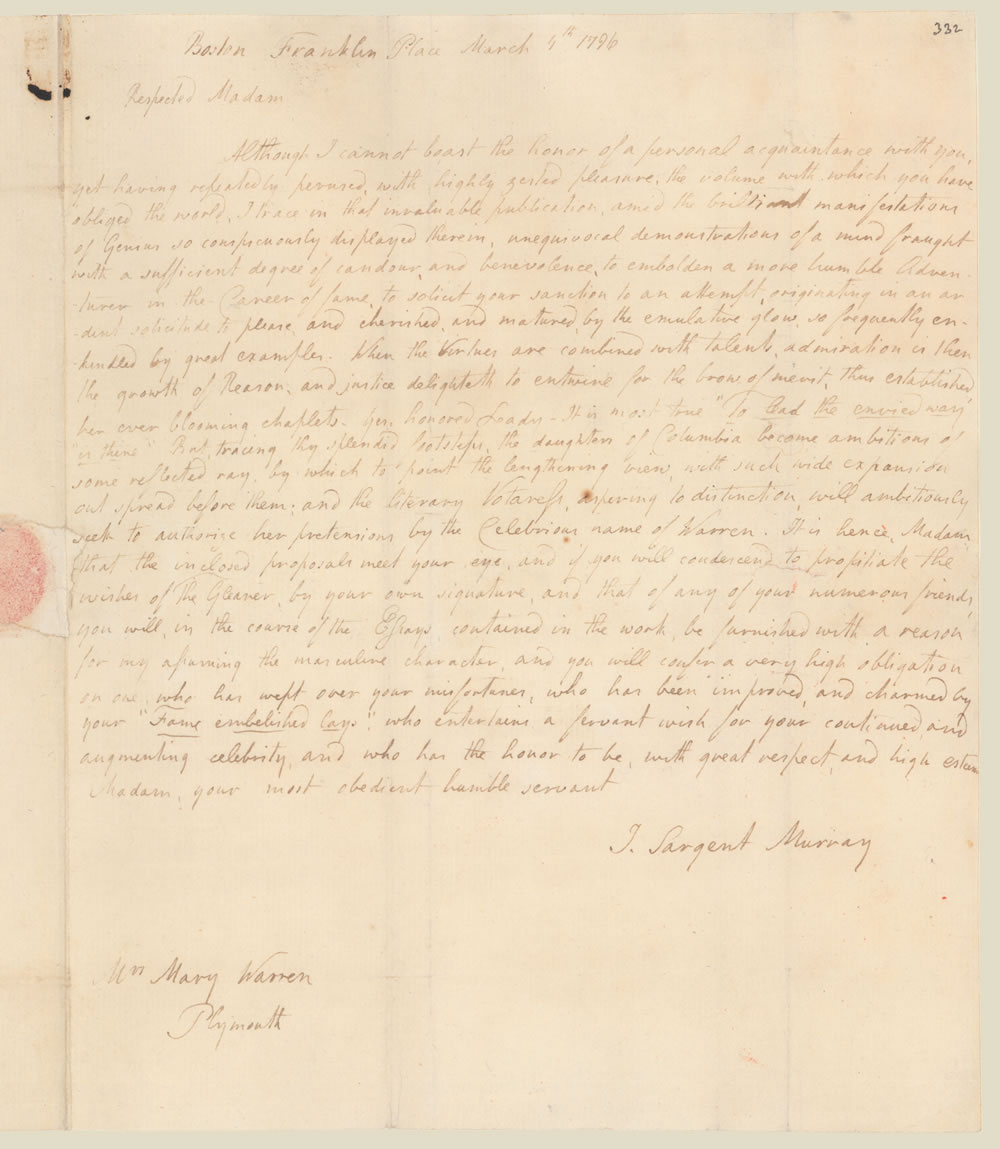 332
Boston Franklin Place March 4th 1796
Respected Madam
Although I cannot boast the honor of a personal acquaintance with you,
yet having repeatedly perused, with highly zested pleasure, the volume with which you have
obliged the world, I trace in that invaluable publication, amid the brilliant manifestations
of Genius so conspicuously displayed therein, unequivocal demonstrations of a mind fraught
with a sufficient degree of candour, and benevolence, to embolden a more humble Adven-
-turer in the Career of fame, to solicit your sanction to an attempt, originating in an ar
-dent solicitude to please, and cherished, and matured, by the emulative glow, so frequently en-
-kindled by great examples. When the Virtues are combined with talents, admiration is then
the growth of Reason, and justice delighteth to entwine for the brow of merit, thus established
her ever blooming chaplets. Yes, honored Leady - It is most true "To lead the envied way
is thine" But, tracing thy splendid footsteps, the daughters of Columbia become ambitious of
some reflected ray, by which to point the lengthening view, with such wide expansion
out spread before them; and the literary Votaress, aspering to distinction, will ambitiously
seek to authorise her pretensions by the Celebrious name of Warren. It is hence, Madam,
that the inclosed proposals meet your eye, and if you will condescend to propitiate the
wishes of The Gleaner, by your own signature, and that of any of your numerous friends,
you will, in the course of the Essays, contained in the work, be furnished with a reason
for my assuming the masculine character, and you will confer a very high obligation
on one, who has wept over your misfortunes, who has been improved, and charmed by
your "Fame embelished Lays", who entertains a fervant wish for your continued, and
augmenting celebrity, and who has the honor to be, with great respect, and high esteem
Madam, your most obedient humble servant
J. Sargent Murray
Mrs Mary Warren
Plymouth